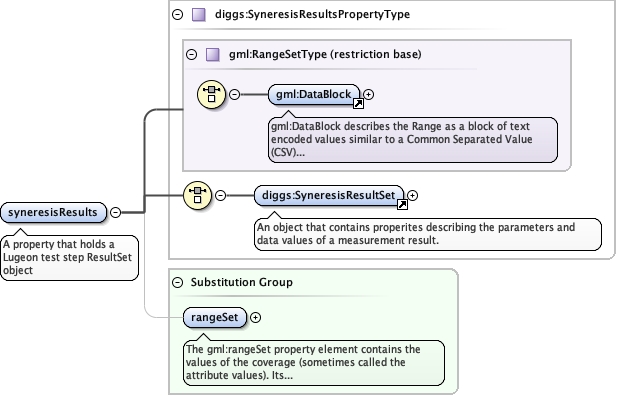 diggs:SyneresisResultsPropertyType
gml:RangeSetType (restriction base)
gml:DataBlock
gml:DataBlock describes the Range as a block of text
encoded values similar to a Common Separated Value
(CSV)...
diggs:SyneresisResultSet
An object that contains properites describing the parameters and
data values of a measurement result.
syneresisResults
A property that holds a
Lugeon test step ResultSet
object
Substitution Group
rangeSet
The gml:rangeSet property element contains the
values of the coverage (sometimes called the
attribute values). Its...